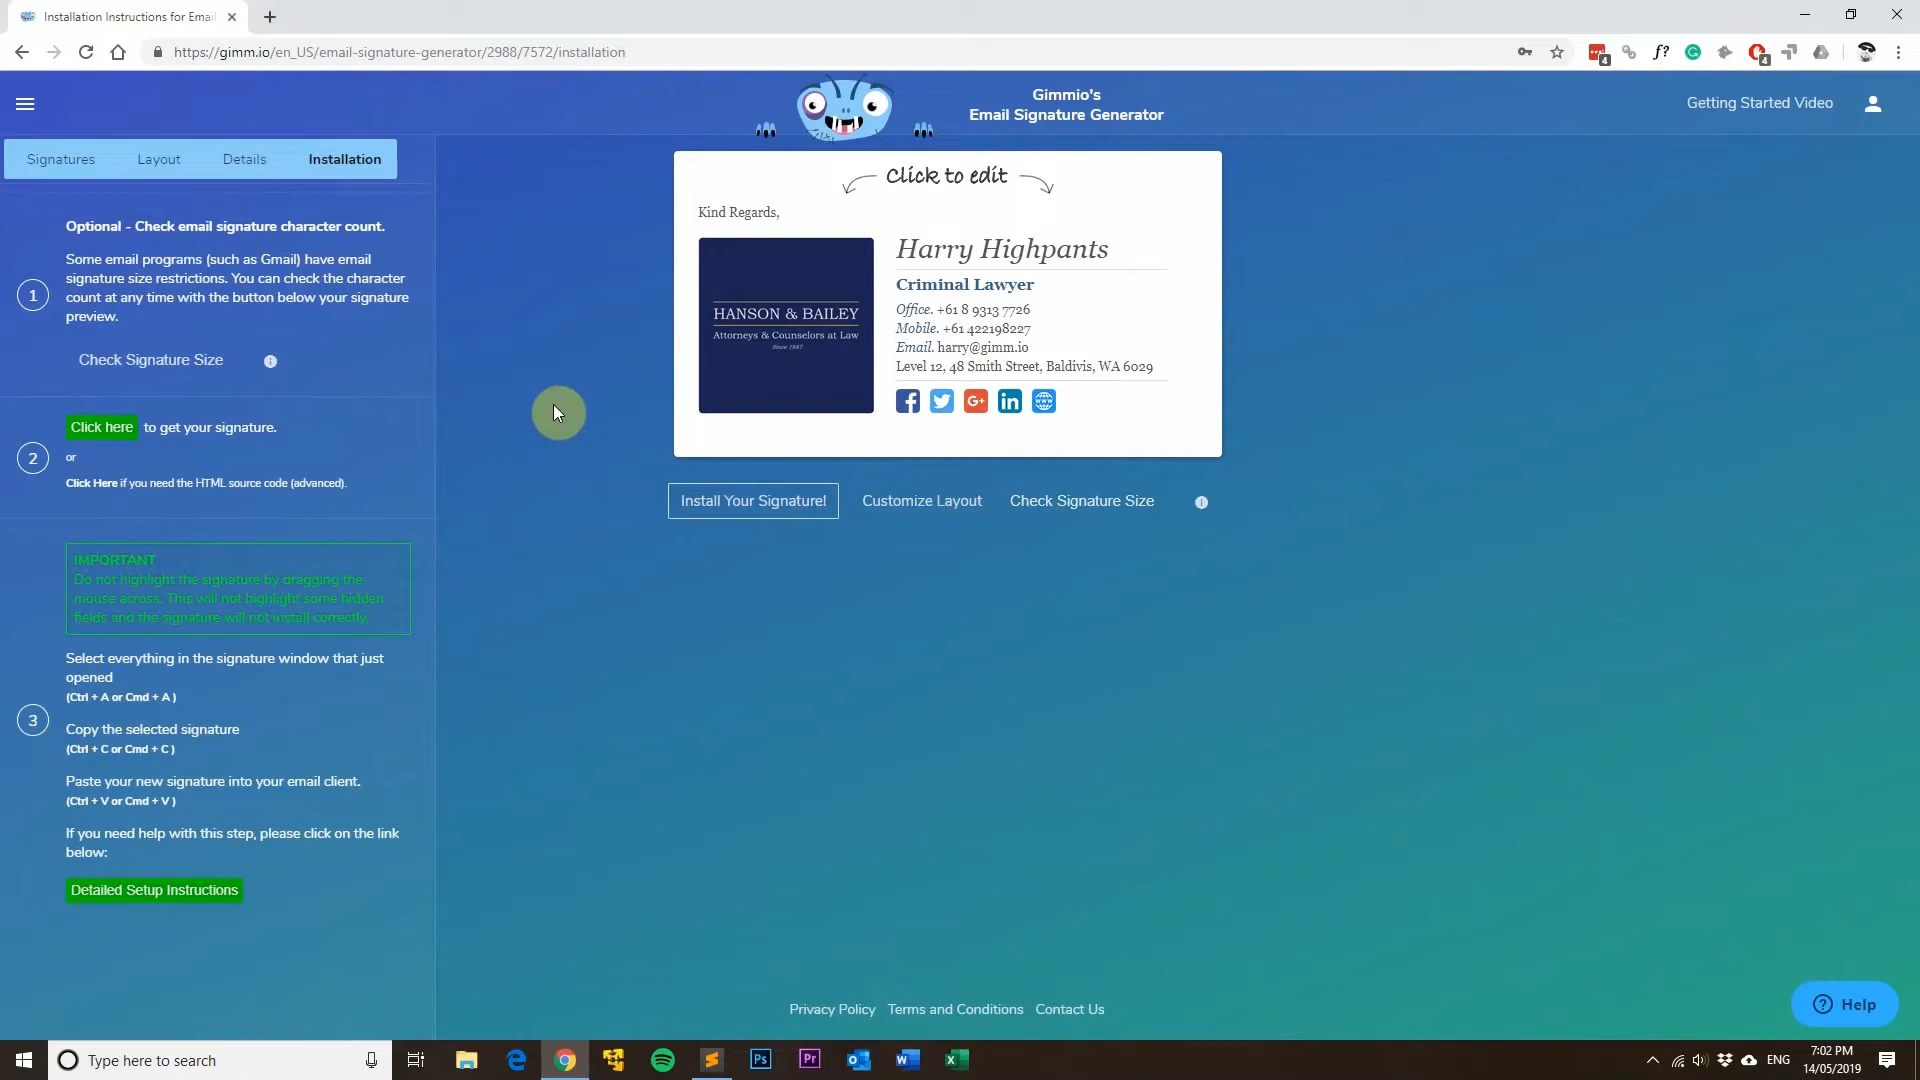 Installation Instructions for Email
https://gimm.io/en_US/email-signature-generator/2988/7572/installation
f?
4
4
Gimmio's
Email Signature Generator
Getting Started Video
Signatures
Layout
Details
Installation
1
Optional - Check email signature character count.
Some email programs (such as Gmail) have email
signature size restrictions. You can check the character
count at any time with the button below your signature
preview.
Check Signature Size
i
2
Click here to get your signature.
or
Click Here if you need the HTML source code (advanced).
IMPORTANT
Do not highlight the signature by dragging the
mouse across. This will not highlight some hidden
fields and the signature will not install correctly.
3
Select everything in the signature window that just
opened
(Ctrl + A or Cmd + A )
Copy the selected signature
(Ctrl + C or Cmd + C )
Paste your new signature into your email client.
(Ctrl + V or Cmd + V )
If you need help with this step, please click on the link
below:
Detailed Setup Instructions
Click to edit
Kind Regards,
HANSON & BAILEY
Attorneys & Counselors at Law
Since 1887
Harry Highpants
Criminal Lawyer
Office. +61 8 9313 7726
Mobile. +61 422198227
Email. harry@gimm.io
Level 12, 48 Smith Street, Baldivis, WA 6029
G+
in
Install Your Signature!
Customize Layout
Check Signature Size
i
Privacy Policy
Terms and Conditions
Contact Us
? Help
Type here to search
Ps
Pr
ENG
7:02 PM
14/05/2019